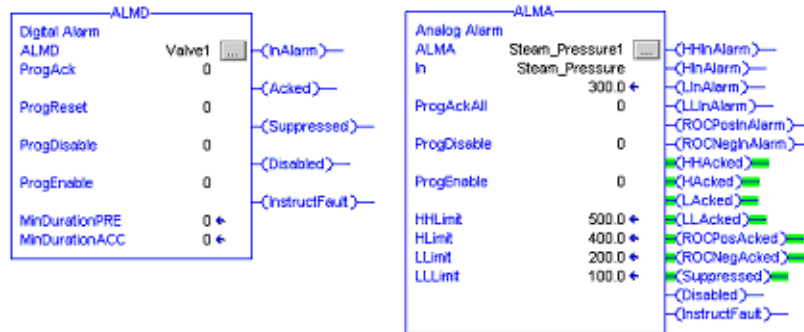 ALMD
Digital Alarm
ALMD Valve1 ...
ProgAck 0
ProgReset 0
ProgDisable 0
ProgEnable 0
MinDurationPRE 0
MinDurationACC 0
(InAlarm)
(Acked)
(Suppressed)
(Disabled)
(InstructFault)
ALMA
Analog Alarm
ALMA Steam_Pressure1 ...
In Steam_Pressure
300.0
ProgAckAll 0
ProgDisable 0
ProgEnable 0
HHLimit 500.0
HLimit 400.0
LLimit 200.0
LLLimit 100.0
(HHInAlarm)
(HInAlarm)
(LInAlarm)
(LLInAlarm)
(ROCPosInAlarm)
(ROCNegInAlarm)
(HHAcked)
(HAcked)
(LAcked)
(LLAcked)
(ROCPosAcked)
(ROCNegAcked)
(Suppressed)
(Disabled)
(InstructFault)